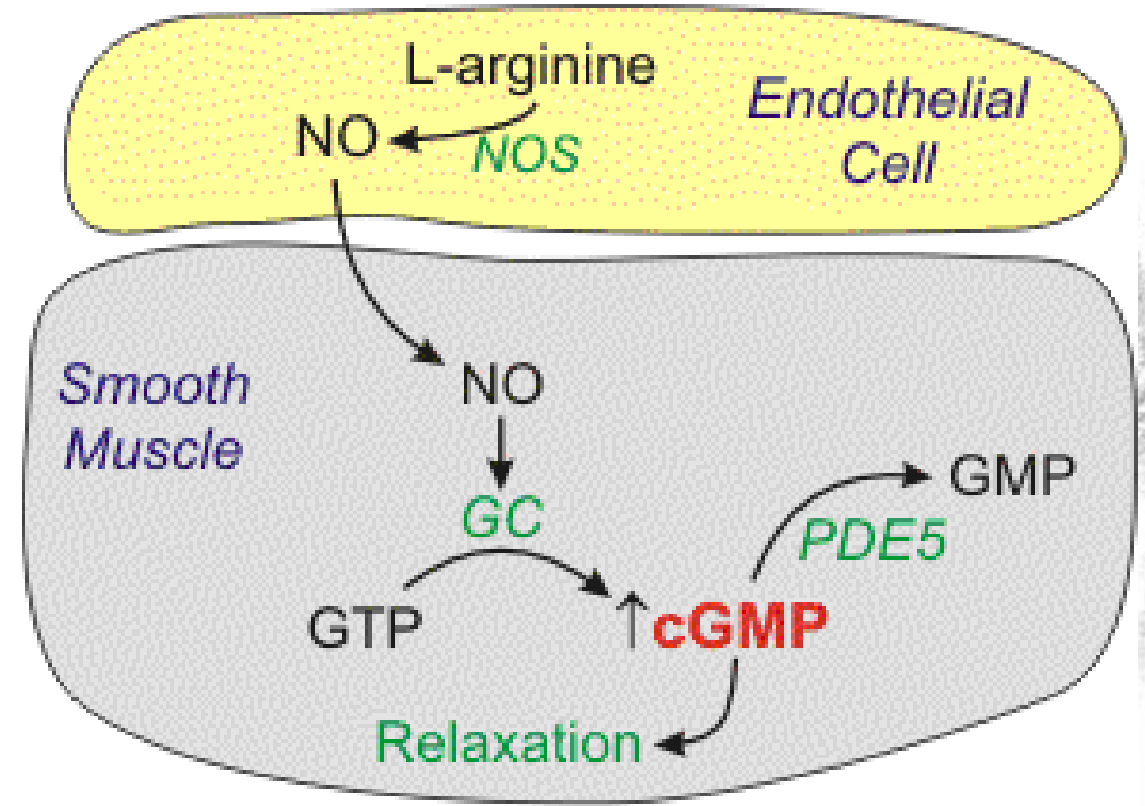 L-arginine
NO
NOS
Endothelial
Cell
Smooth
Muscle
NO
GC
GMP
PDE5
GTP
↑cGMP
Relaxation